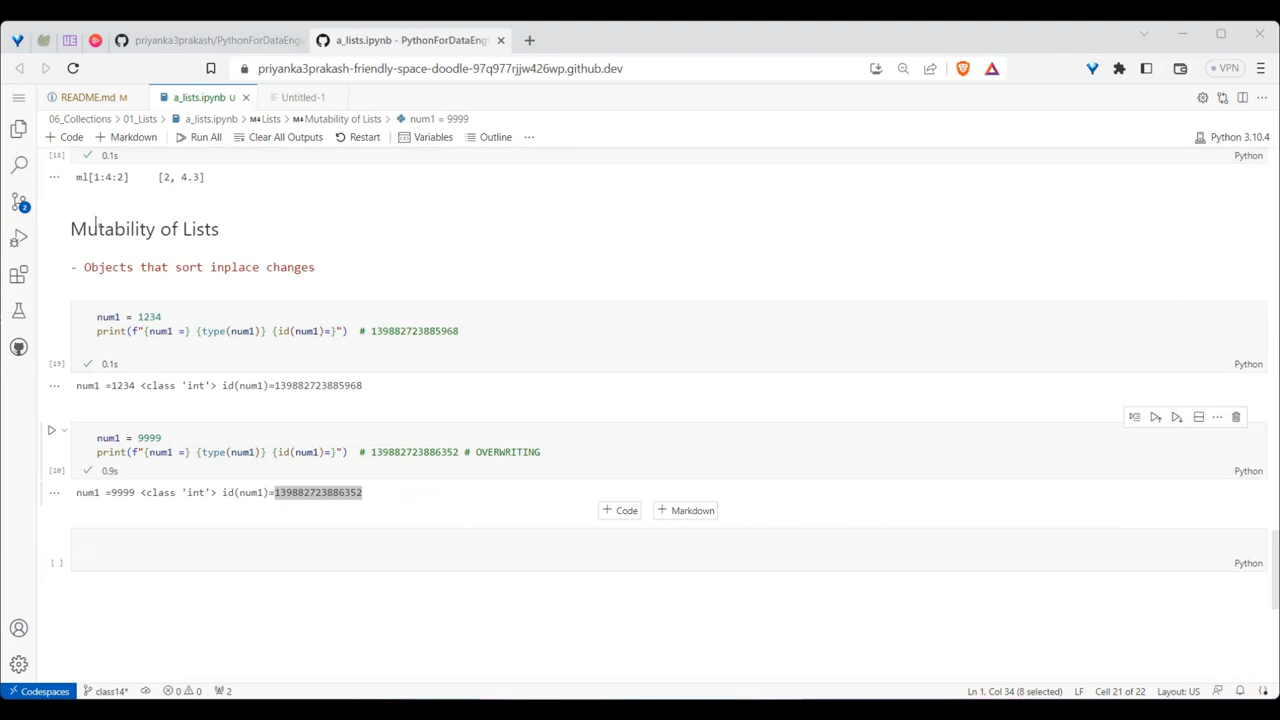 priyanka3prakash/PythonForDataEng
a_lists.ipynb - PythonForDataEng
priyanka3prakash-friendly-space-doodle-97q977rjjw426wp.github.dev
VPN
README.md M
a_lists.ipynb U
Untitled-1
06_Collections > 01_Lists > a_lists.ipynb > M↓Lists > M↓Mutability of Lists > num1 = 9999
+ Code + Markdown Run All Clear All Outputs Restart Variables Outline ...
Python 3.10.4
[18] 0.1s Python
... ml[1:4:2] [2, 4.3]
Mutability of Lists
- Objects that sort inplace changes
num1 = 1234
print(f"{num1 =} {type(num1)} {id(num1)=}") # 139882723885968
[19] 0.1s Python
... num1 =1234 <class 'int'> id(num1)=139882723885968
num1 = 9999
print(f"{num1 =} {type(num1)} {id(num1)=}") # 139882723886352 # OVERWRITING
[20] 0.9s Python
... num1 =9999 <class 'int'> id(num1)=139882723886352
+ Code + Markdown
[ ] Python
2
Codespaces class14* 0 0 2 Ln 1, Col 34 (8 selected) LF Cell 21 of 22 Layout: US